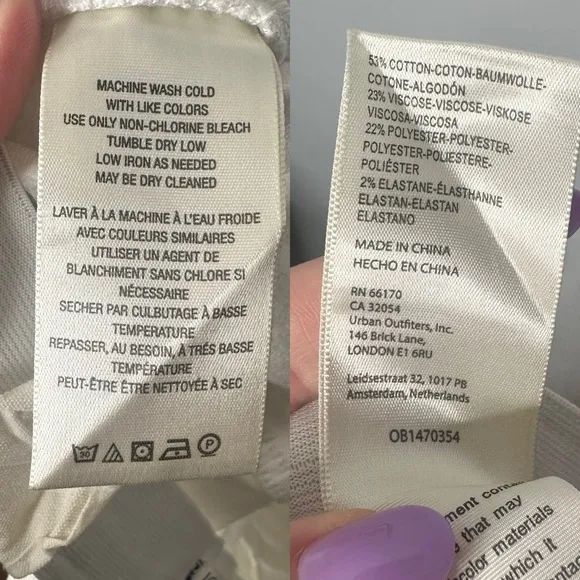 MACHINE WASH COLD
WITH LIKE COLORS
USE ONLY NON-CHLORINE BLEACH
TUMBLE DRY LOW
LOW IRON AS NEEDED
MAY BE DRY CLEANED
LAVER À LA MACHINE À L'EAU FROIDE
AVEC COULEURS SIMILAIRES
UTILISER UN AGENT DE
BLANCHIMENT SANS CHLORE SI
NÉCESSAIRE
SECHER PAR CULBUTAGE À BASSE
TEMPERATURE
REPASSER, AU BESOIN, À TRÉS BASSE
TEMPÉRATURE
PEUT-ÊTRE ÊTRE NETTOYÉE À SEC
30
P
53% COTTON-COTON-BAUMWOLLE-
COTONE-ALGODÓN
23% VISCOSE-VISCOSE-VISKOSE
VISCOSA-VISCOSA
22% POLYESTER-POLYESTER-
POLYESTER-POLIESTERE-
POLIÉSTER
2% ELASTANE-ÉLASTHANNE
ELASTAN-ELASTAN
ELASTANO
MADE IN CHINA
HECHO EN CHINA
RN 66170
CA 32054
Urban Outfitters, Inc.
146 Brick Lane,
LONDON E1 6RU
Leidsestraat 32, 1017 PB
Amsterdam, Netherlands
OB1470354
that may
color materials
which it